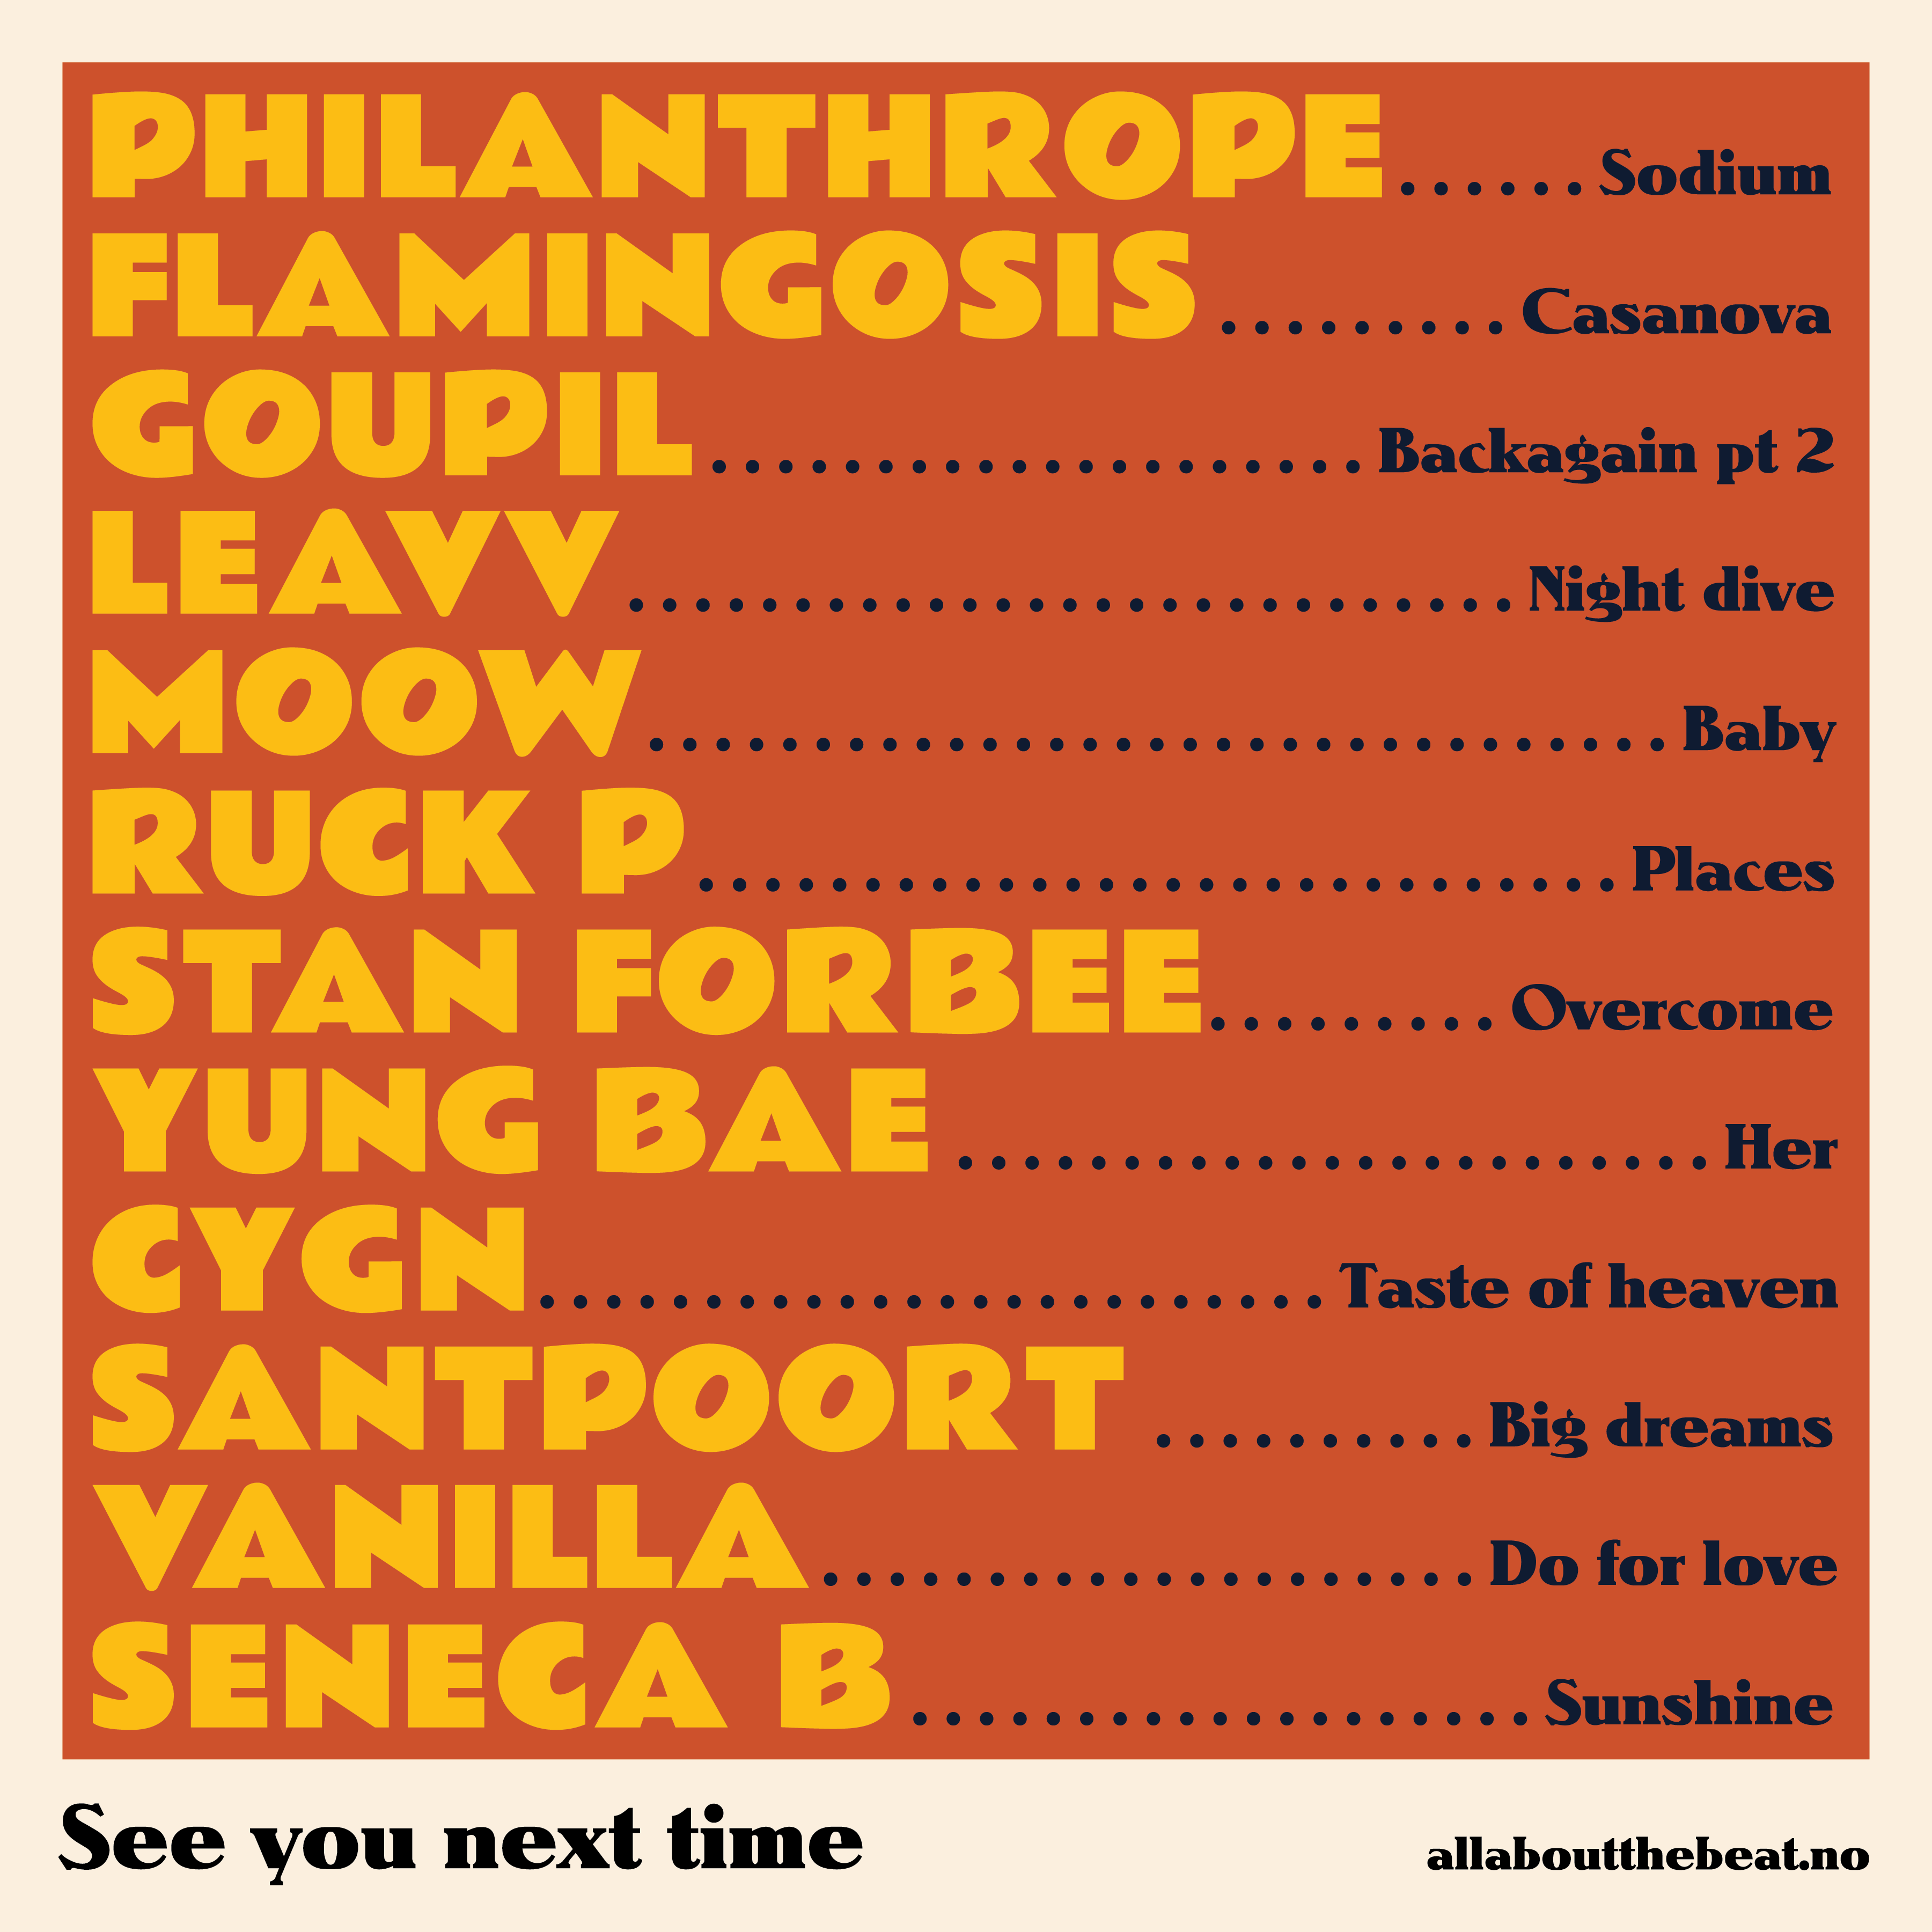 PHILANTHROPE ...... Sodium
FLAMINGOSIS ......... Casanova
GOUPIL .................... Backagain pt 2
LEAVV ........................... Night dive
MOOW ............................... Baby
RUCK P ............................ Places
STAN FORBEE ......... Overcome
YUNG BAE ....................... Her
CYGN ........................ Taste of heaven
SANTPOORT .......... Big dreams
VANILLA .................... Do for love
SENECA B ................... Sunshine
See you next time
allaboutthebeat.no